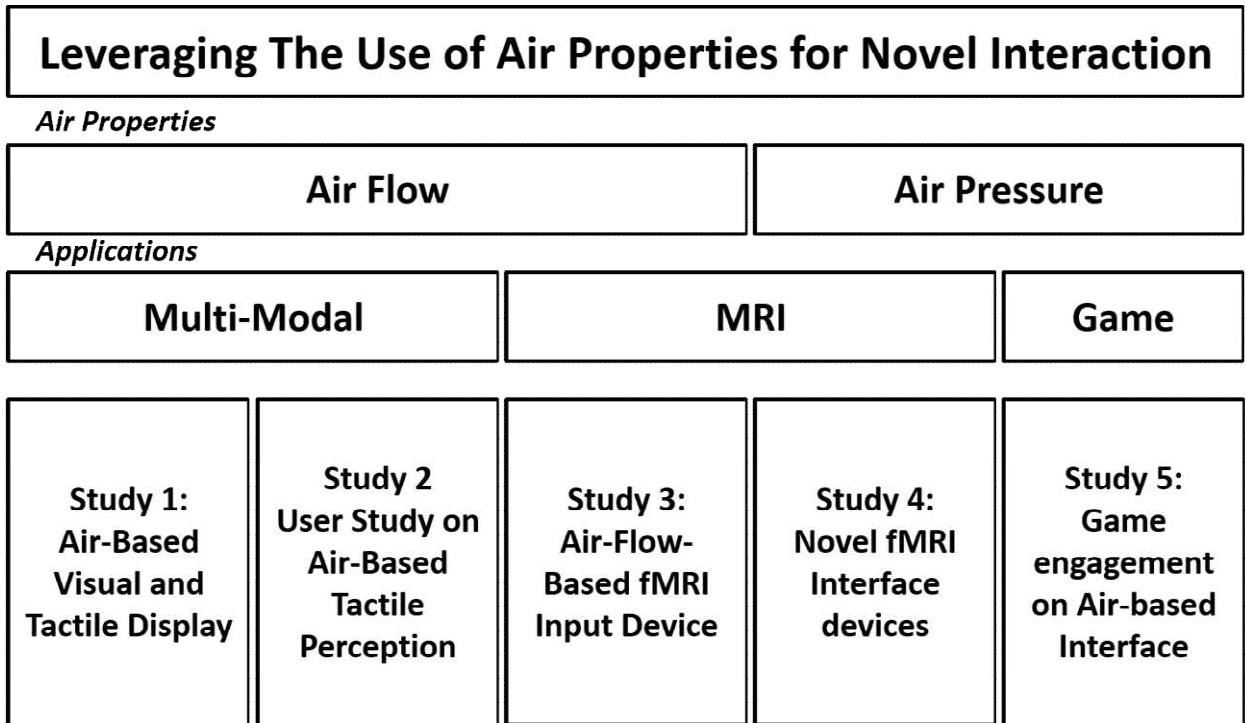 Leveraging The Use of Air Properties for Novel Interaction
Air Properties
Air Flow
Air Pressure
Applications
Multi-Modal
MRI
Game
Study 1:
Air-Based
Visual and
Tactile Display
Study 2
User Study on
Air-Based
Tactile
Perception
Study 3:
Air-Flow-
Based fMRI
Input Device
Study 4:
Novel fMRI
Interface
devices
Study 5:
Game
engagement
on Air-based
Interface